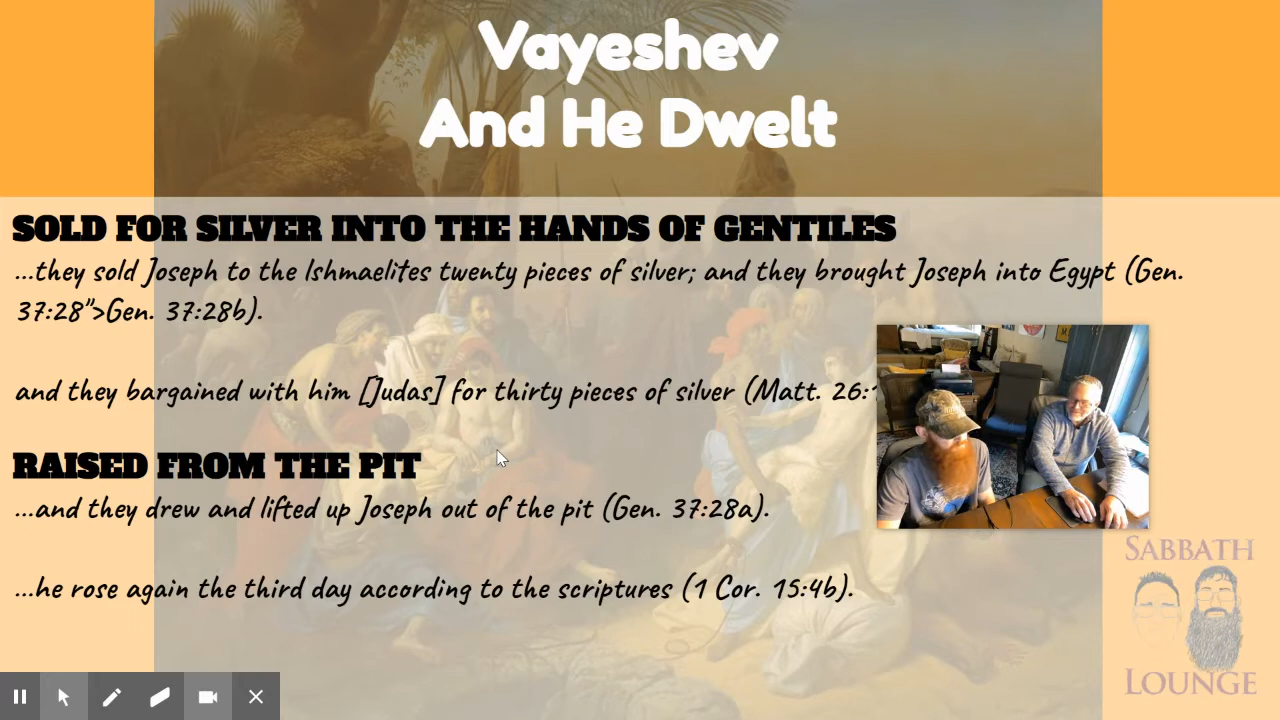 Vayeshev
And He Dwelt
SOLD FOR SILVER INTO THE HANDS OF GENTILES
...they sold Joseph to the Ishmaelites twenty pieces of silver; and they brought Joseph into Egypt (Gen.
37:28">Gen. 37:28b).
and they bargained with him [Judas] for thirty pieces of silver (Matt. 26:
RAISED FROM THE PIT
...and they drew and lifted up Joseph out of the pit (Gen. 37:28a).
...he rose again the third day according to the scriptures (1 Cor. 15:4b).
SABBATH
LOUNGE